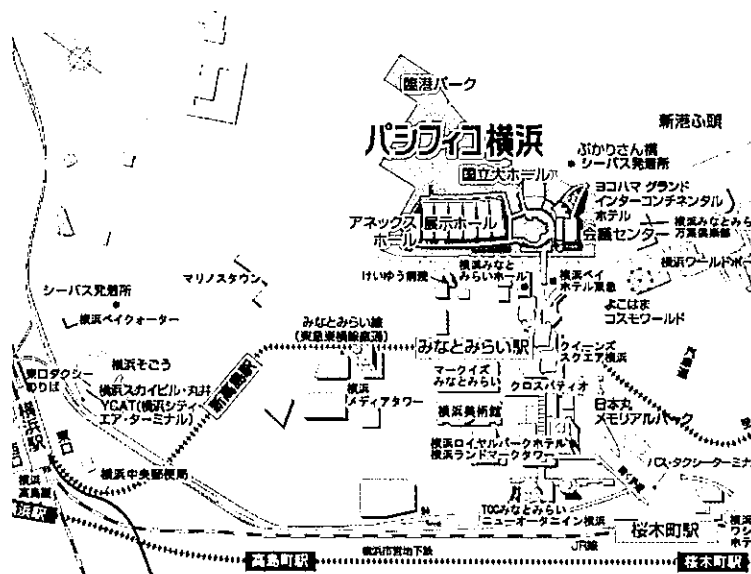 臨港パーク
新港ふ頭
パシフィコ横浜
ぷかりさん橋
シーバス発着所
国立大ホール
ヨコハマ グランド
インターコンチネンタル
ホテル
アネックス
ホール
展示ホール
会議センター
横浜みなとみら
万葉倶楽部
横浜みなと
みらいホール
けいゆう病院
横浜ベイ
ホテル東急
横浜ワールドポー
よこはま
コスモワールド
マリノスタウン
シーバス発着所
横浜ベイクォーター
みなとみらい線
(東急東横線直通)
みなとみらい駅
クイーンズ
スクエア横浜
東口タクシー
のりば
横浜そごう
横浜スカイビル・丸井
YCAT(横浜シティ・
エア・ターミナル)
新高島駅
横浜
メディアタワー
マークイズ
みなとみらい
クロスパティオ
横浜美術館
日本丸
メモリアルパーク
横浜駅
東口
横浜中央郵便局
横浜ロイヤルパークホテル
横浜ランドマークタワー
バス・タクシーターミナ
横浜
高島屋
浜駅
TOCみなとみらい
ニューオータニイン横浜
桜木町駅
横浜
ワシ
ホテ
JR線
横浜市営地下鉄
高島町駅
桜木町駅